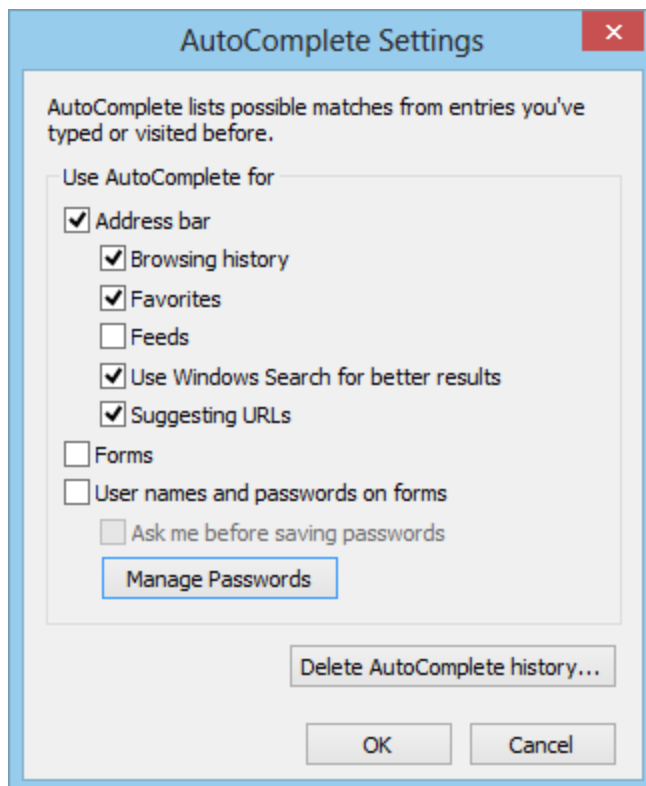 AutoComplete Settings
AutoComplete lists possible matches from entries you've
typed or visited before.
Use AutoComplete for
Address bar
Browsing history
Favorites
Feeds
Use Windows Search for better results
Suggesting URLs
Forms
User names and passwords on forms
Ask me before saving passwords
Manage Passwords
Delete AutoComplete history...
OK
Cancel